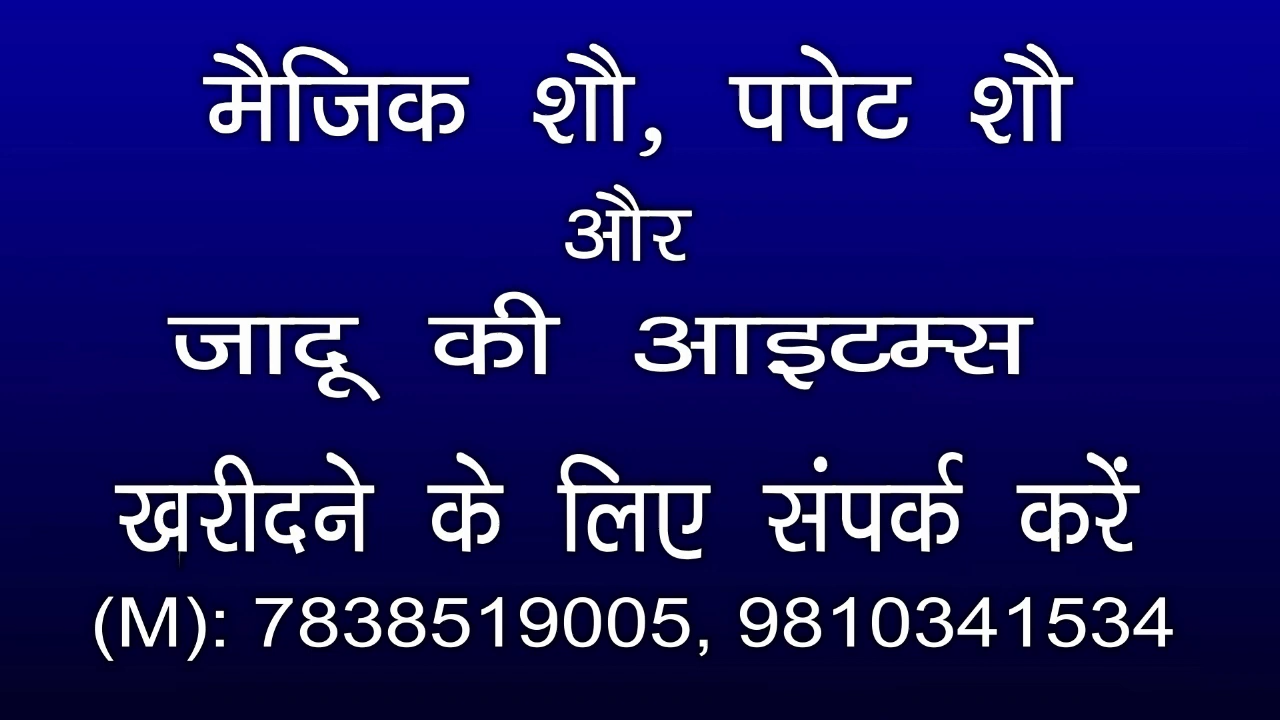 मैजिक शौ, पपेट शौ
और
जादू की आइटम्स
खरीदने के लिए संपर्क करें
(M): 7838519005, 9810341534